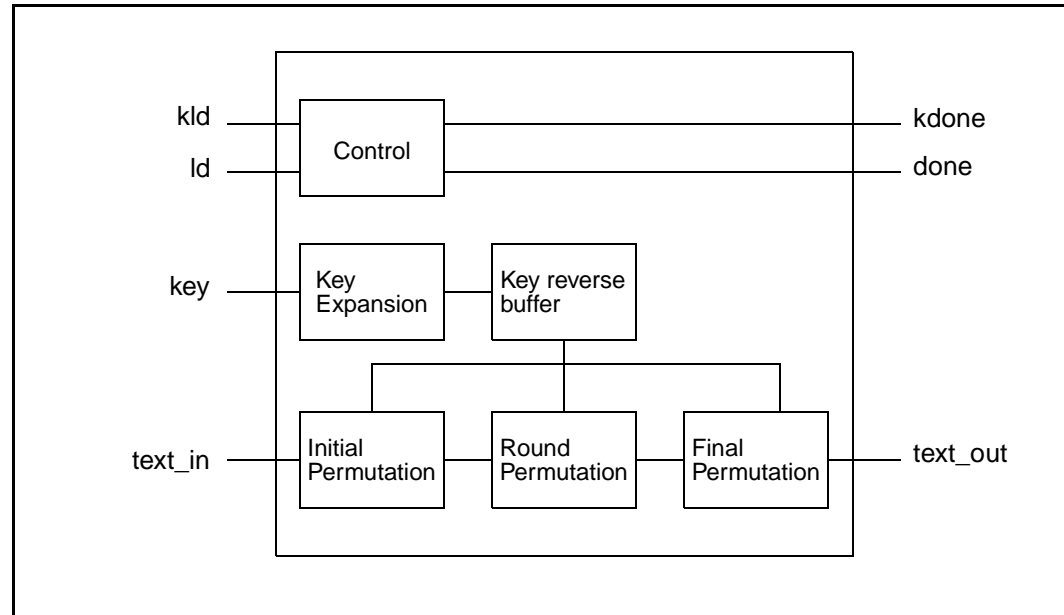 kld
kdone
Control
ld
done
key
Key
Expansion
Key reverse
buffer
text_in
Initial
Permutation
Round
Permutation
Final
Permutation
text_out